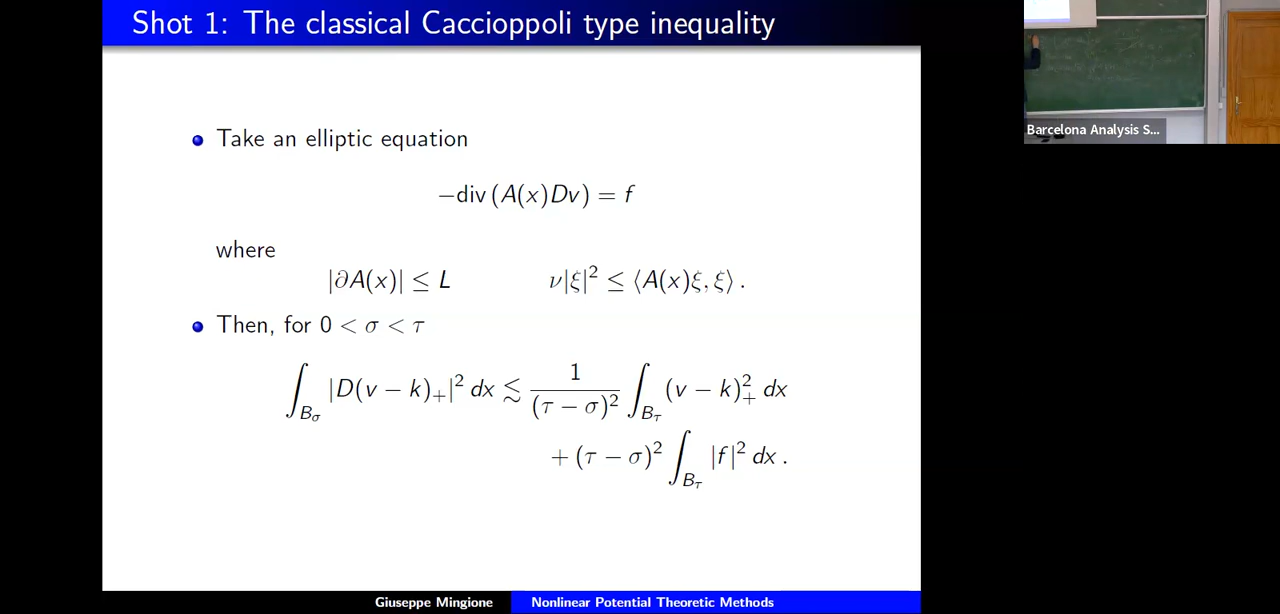 Shot 1: The classical Caccioppoli type inequality
Take an elliptic equation
−div (A(x)Dv) = f
where
|∂A(x)| ≤ L ν|ξ|² ≤ ⟨A(x)ξ, ξ⟩ .
Then, for 0 < σ < τ
∫_{B_σ} |D(v − k)₊|² dx ≲ 1/(τ − σ)² ∫_{B_τ} (v − k)₊² dx
+ (τ − σ)² ∫_{B_τ} |f|² dx .
Giuseppe Mingione Nonlinear Potential Theoretic Methods
Barcelona Analysis S...